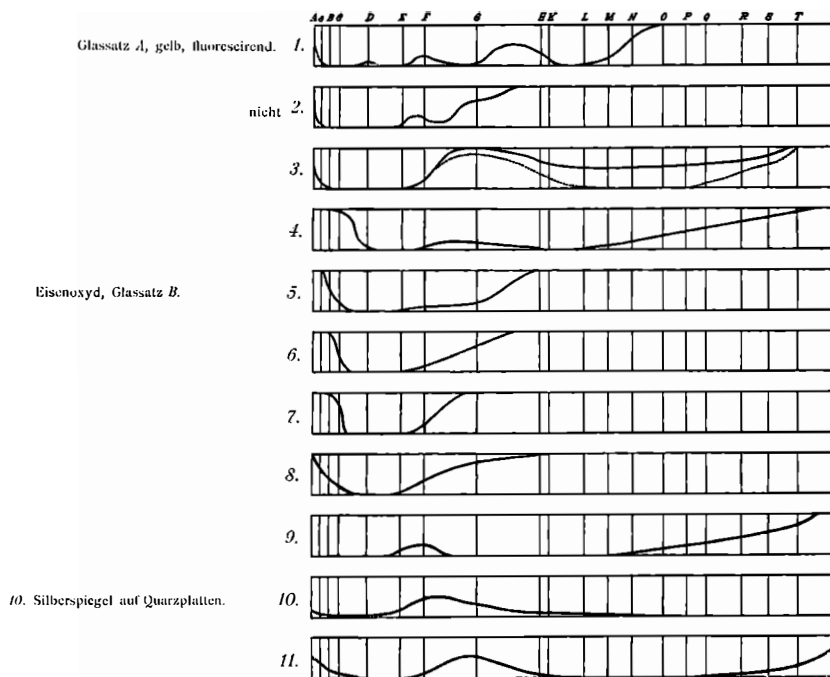 A a B C D E F G H K L M N O P Q R S T
Glassatz A, gelb, fluorescirend. 1.
nicht 2.
3.
4.
Eisenoxyd, Glassatz B. 5.
6.
7.
8.
9.
10. Silberspiegel auf Quarzplatten. 10.
11.